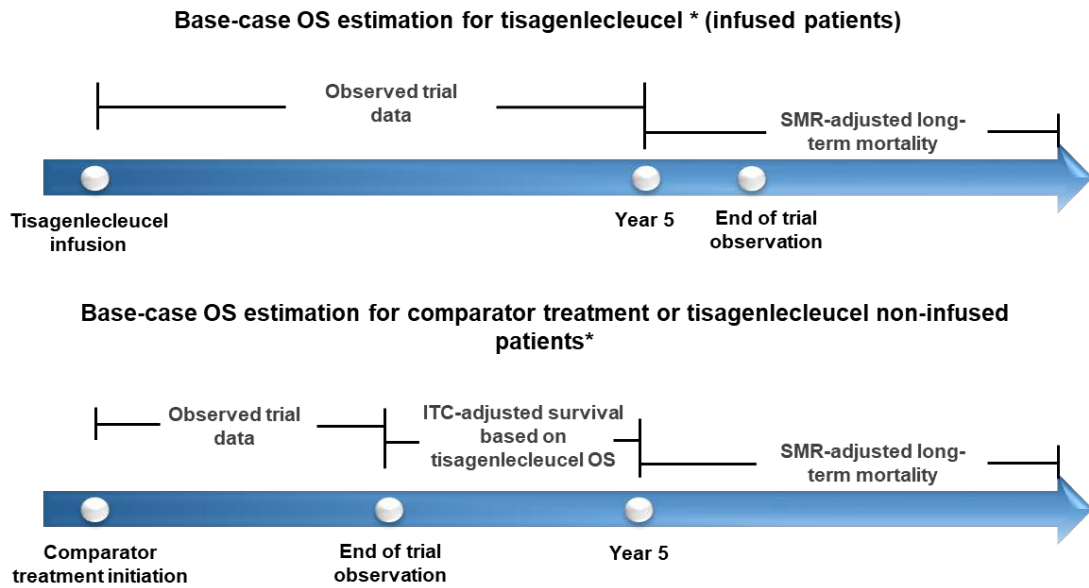 Base-case OS estimation for tisagenlecleucel * (infused patients)
Observed trial
data
SMR-adjusted long-
term mortality
Tisagenlecleucel
infusion
Year 5
End of trial
observation
Base-case OS estimation for comparator treatment or tisagenlecleucel non-infused
patients*
Observed trial
data
ITC-adjusted survival
based on
tisagenlecleucel OS
SMR-adjusted long-
term mortality
Comparator
treatment initiation
End of trial
observation
Year 5